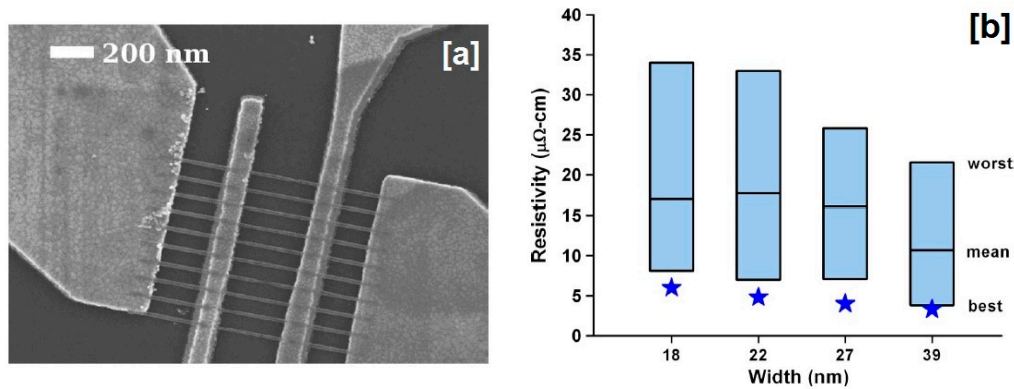 200 nm
[a]
[b]
Resistivity (μΩ-cm)
40
35
30
25
20
15
10
5
0
worst
mean
best
18 22 27 39
Width (nm)